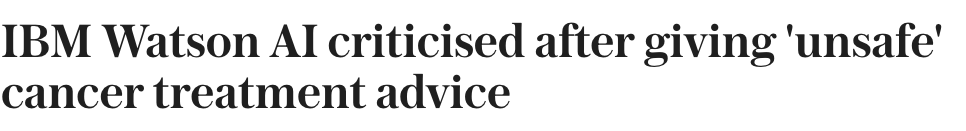 IBM Watson AI criticised after giving 'unsafe'
cancer treatment advice